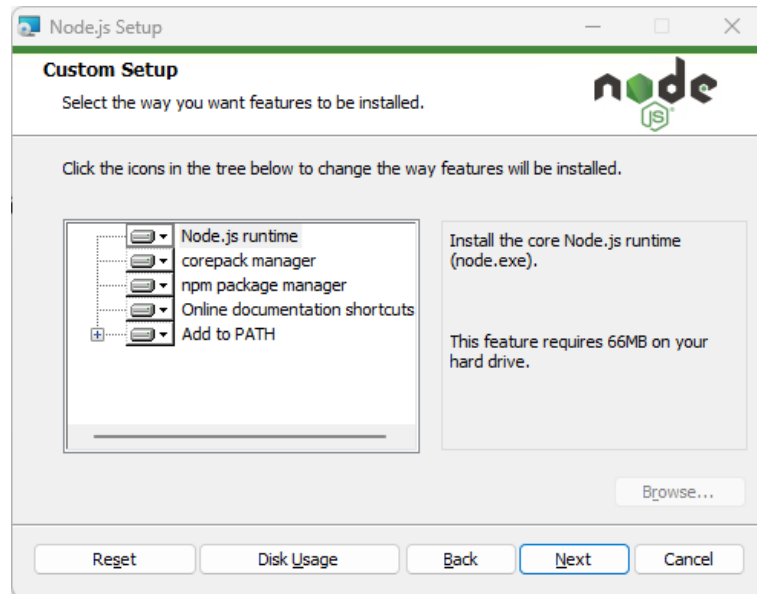 Node.js Setup
Custom Setup
Select the way you want features to be installed.
node
JS
Click the icons in the tree below to change the way features will be installed.
Node.js runtime
corepack manager
npm package manager
Online documentation shortcuts
Add to PATH
Install the core Node.js runtime
(node.exe).
This feature requires 66MB on your
hard drive.
Browse...
Reset
Disk Usage
Back
Next
Cancel